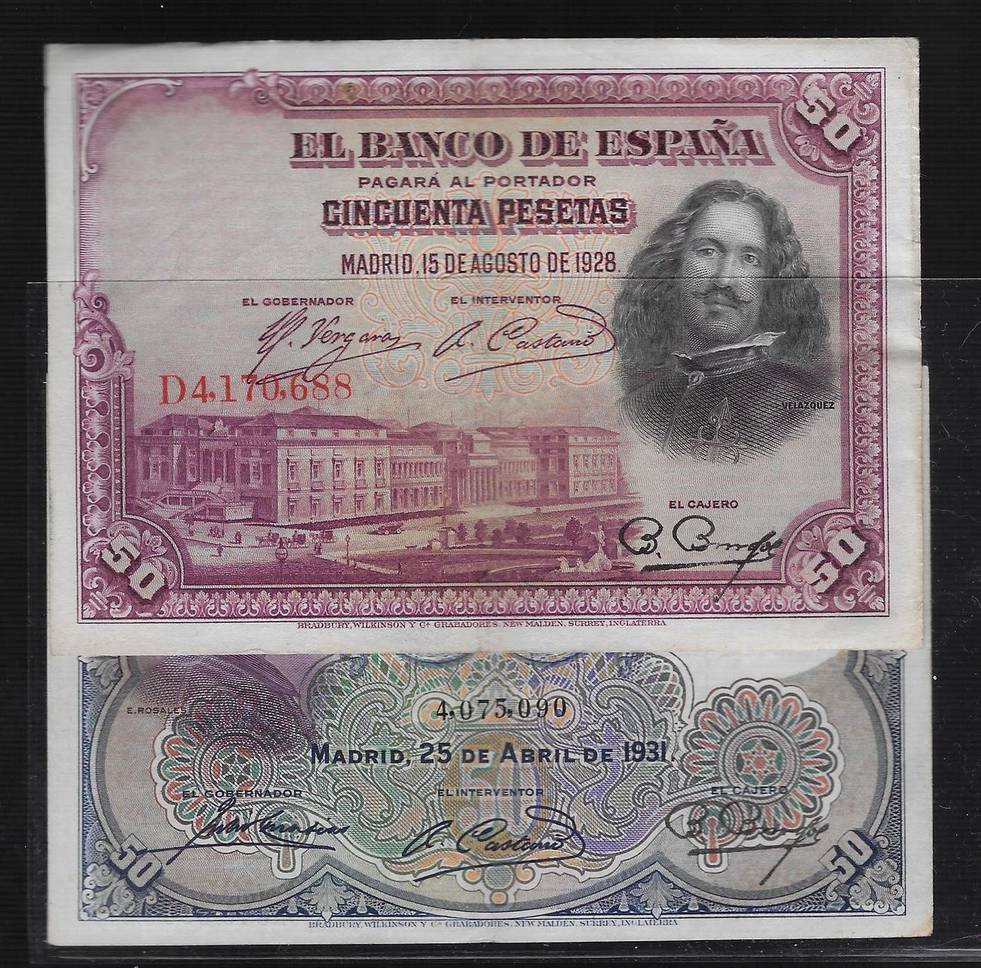 50
EL BANCO DE ESPAÑA
PAGARÁ AL PORTADOR
CINCUENTA PESETAS
MADRID, 15 DE AGOSTO DE 1928.
EL GOBERNADOR EL INTERVENTOR
Vergara A. Castaño
D4,170,688
VELAZQUEZ
EL CAJERO
50 50
BRADBURY, WILKINSON Y Cª GRABADORES, NEW MALDEN, SURREY, INGLATERRA
4,075,090
E. ROSALES
MADRID, 25 DE ABRIL DE 1931.
EL GOBERNADOR EL INTERVENTOR EL CAJERO
A. Castaño
50 50
BRADBURY, WILKINSON Y Cª GRABADORES, NEW MALDEN, SURREY, INGLATERRA